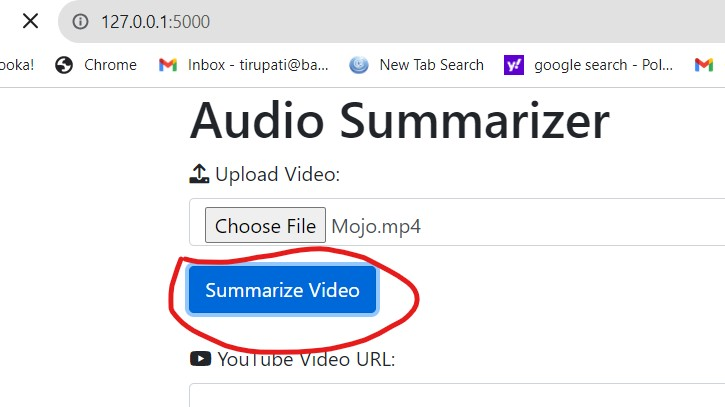 127.0.0.1:5000
ooka! Chrome Inbox - tirupati@ba... New Tab Search y! google search - Pol...
Audio Summarizer
Upload Video:
Choose File Mojo.mp4
Summarize Video
YouTube Video URL: